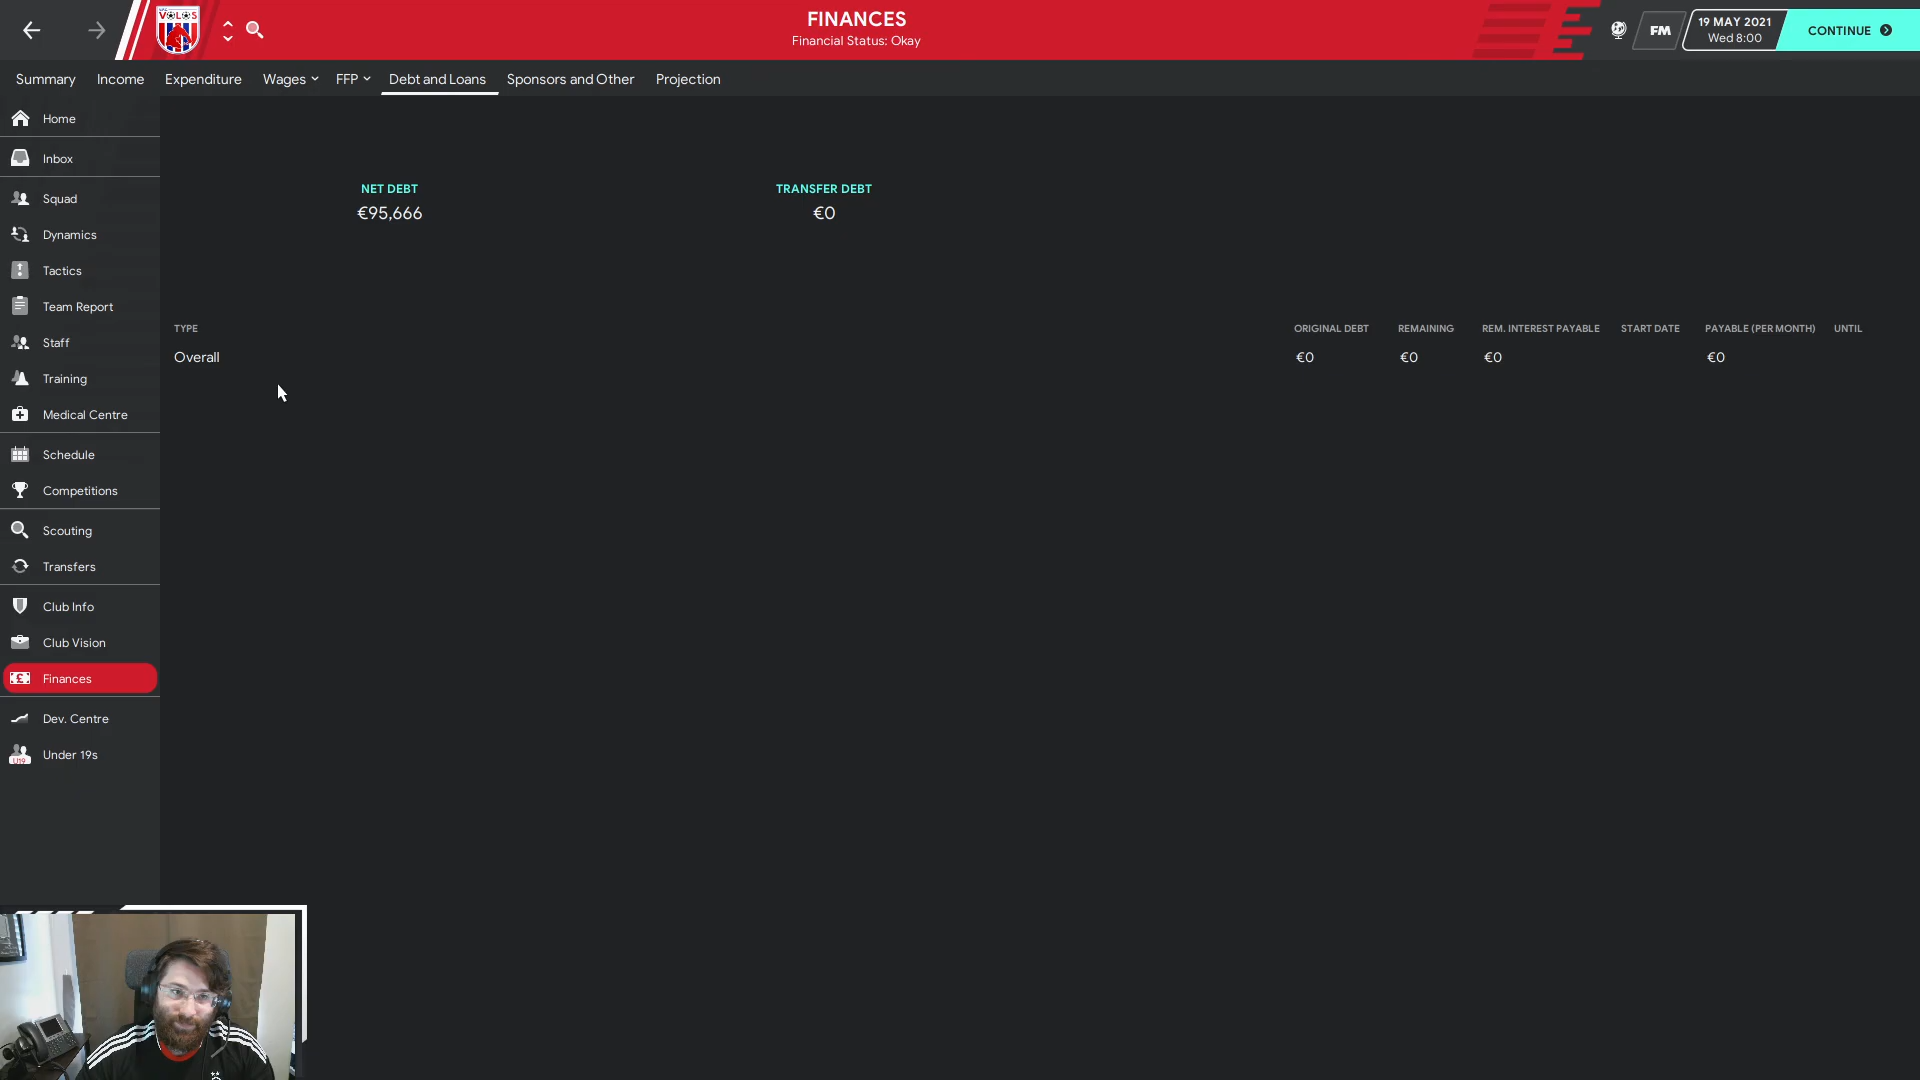 VOLOS
FINANCES
Financial Status: Okay
FM
19 MAY 2021
Wed 8:00
CONTINUE
Summary
Income
Expenditure
Wages
FFP
Debt and Loans
Sponsors and Other
Projection
Home
Inbox
Squad
Dynamics
Tactics
Team Report
Staff
Training
Medical Centre
Schedule
Competitions
Scouting
Transfers
Club Info
Club Vision
£
Finances
Dev. Centre
U19
Under 19s
NET DEBT
€95,666
TRANSFER DEBT
€0
TYPE ORIGINAL DEBT REMAINING REM. INTEREST PAYABLE START DATE PAYABLE (PER MONTH) UNTIL
Overall €0 €0 €0 €0